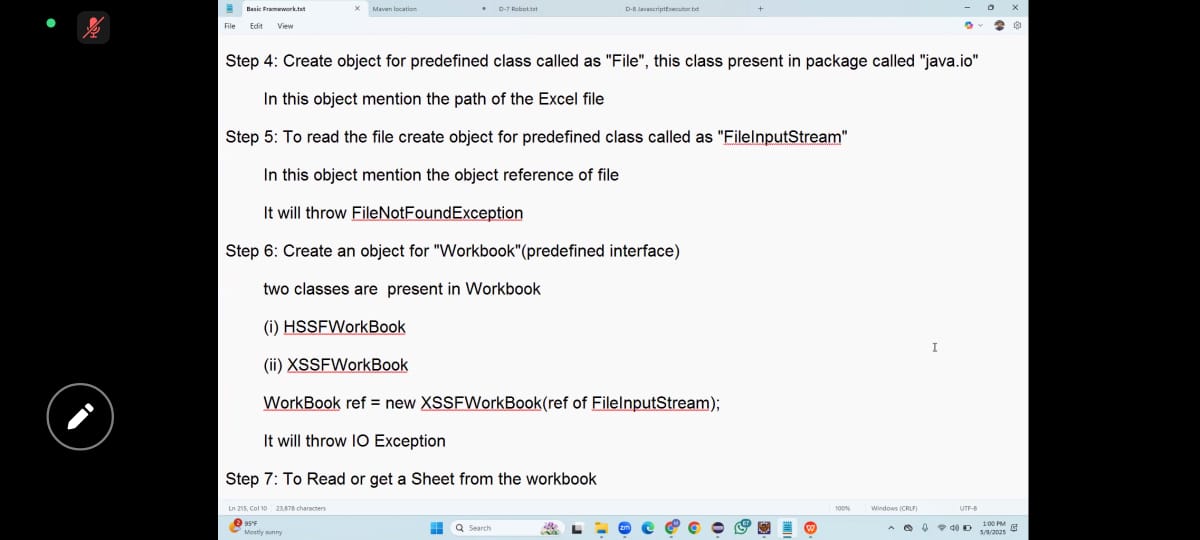 Basic Framework.txt
Maven location
D-7 Robot.txt
D-8 JavascriptExecutor.txt
File Edit View
Step 4: Create object for predefined class called as "File", this class present in package called "java.io"
In this object mention the path of the Excel file
Step 5: To read the file create object for predefined class called as "FileInputStream"
In this object mention the object reference of file
It will throw FileNotFoundException
Step 6: Create an object for "Workbook"(predefined interface)
two classes are  present in Workbook
(i) HSSFWorkBook
(ii) XSSFWorkBook
WorkBook ref = new XSSFWorkBook(ref of FileInputStream);
It will throw IO Exception
Step 7: To Read or get a Sheet from the workbook
Ln 215, Col 10 23,878 characters 100% Windows (CRLF) UTF-8
2 95°F
Mostly sunny
Search
zm
1:00 PM
5/9/2025